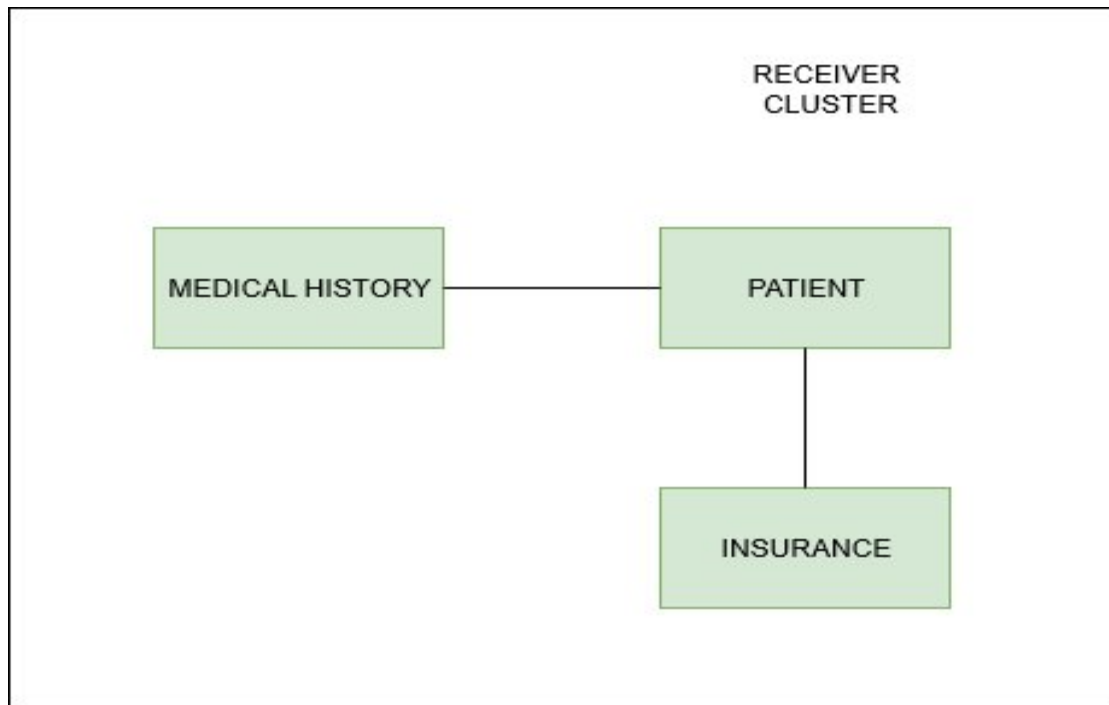 RECEIVER
CLUSTER
MEDICAL HISTORY
PATIENT
INSURANCE